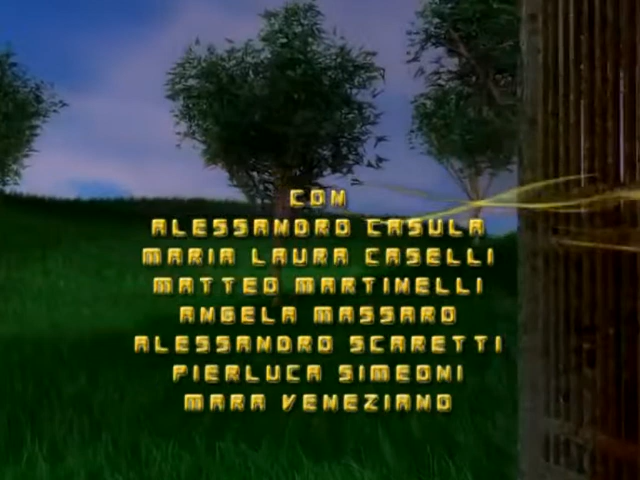 CON
ALESSANDRO CASULA
MARIA LAURA CASELLI
MATTEO MARTINELLI
ANGELA MASSARO
ALESSANDRO SCARETTI
PIERLUCA SIMEONI
MARA VENEZIANO